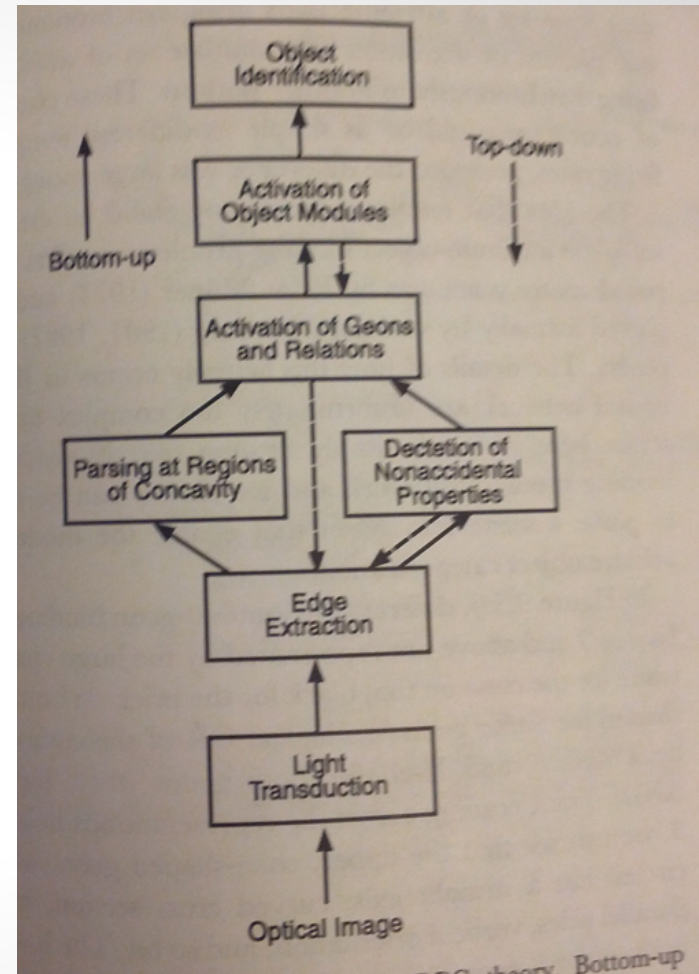 Object
Identification
Activation of
Object Modules
Top-down
Bottom-up
Activation of Geons
and Relations
Parsing at Regions
of Concavity
Dectetion of
Nonaccidental
Properties
Edge
Extraction
Light
Transduction
Optical Image
theory. Bottom-up